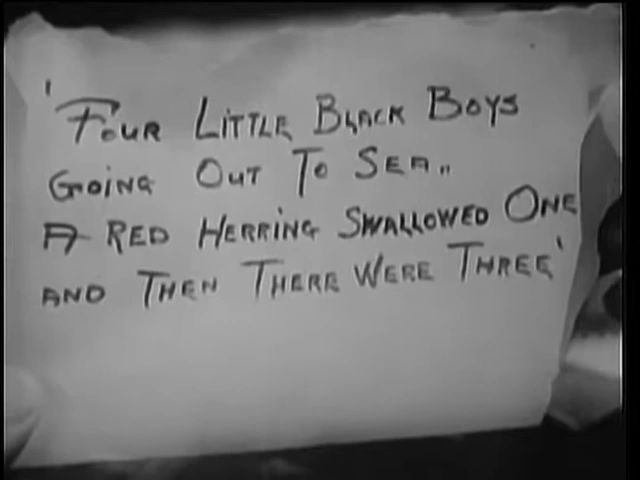 'Four Little Black Boys
Going Out To Sea..
A Red Herring Swallowed One
and Then There Were Three'